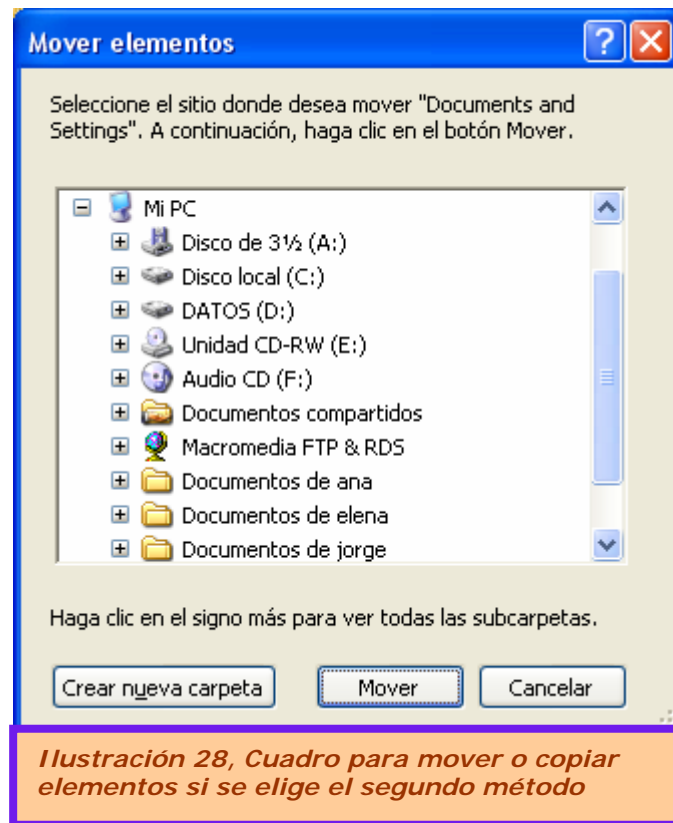 Mover elementos
Seleccione el sitio donde desea mover "Documents and
Settings". A continuación, haga clic en el botón Mover.
Mi PC
Disco de 3½ (A:)
Disco local (C:)
DATOS (D:)
Unidad CD-RW (E:)
Audio CD (F:)
Documentos compartidos
Macromedia FTP & RDS
Documentos de ana
Documentos de elena
Documentos de jorge
Haga clic en el signo más para ver todas las subcarpetas.
Crear nueva carpeta Mover Cancelar
Ilustración 28, Cuadro para mover o copiar
elementos si se elige el segundo método